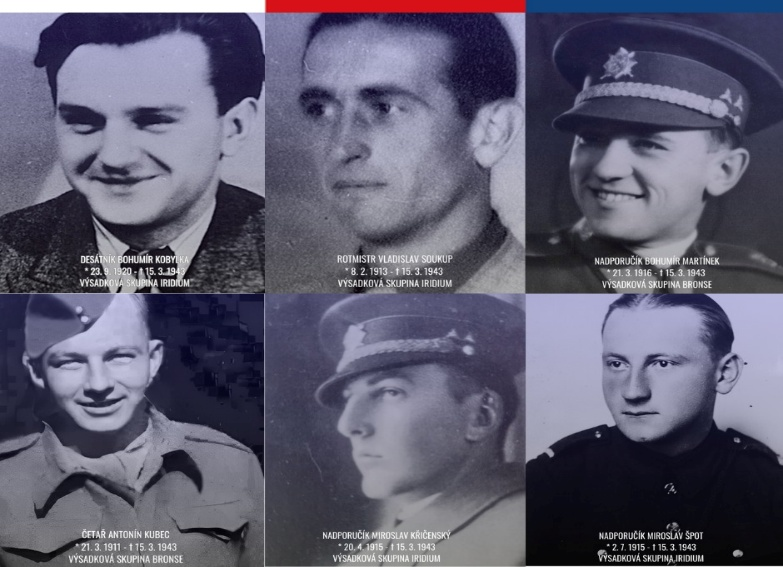 DESÁTNÍK BOHUMÍR KOBYLKA
* 23. 9. 1920 - † 15. 3. 1943
VÝSADKOVÁ SKUPINA IRIDIUM
ROTMISTR VLADISLAV SOUKUP
* 8. 2. 1913 - † 15. 3. 1943
VÝSADKOVÁ SKUPINA IRIDIUM
NADPORUČÍK BOHUMÍR MARTÍNEK
* 21. 3. 1916 - † 15. 3. 1943
VÝSADKOVÁ SKUPINA BRONSE
ČETAŘ ANTONÍN KUBEC
* 21. 3. 1911 - † 15. 3. 1943
VÝSADKOVÁ SKUPINA BRONSE
NADPORUČÍK MIROSLAV KŘIČENSKÝ
* 20. 4. 1915 - † 15. 3. 1943
VÝSADKOVÁ SKUPINA IRIDIUM
NADPORUČÍK MIROSLAV ŠPOT
* 2. 7. 1915 - † 15. 3. 1943
VÝSADKOVÁ SKUPINA IRIDIUM